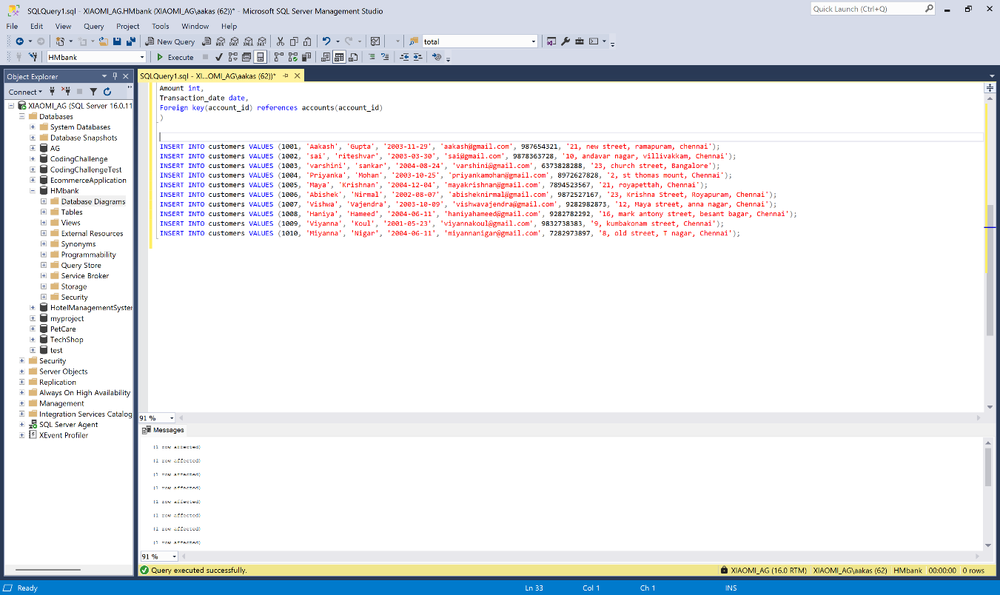 SQLQuery1.sql - XIAOMI_AG.HMbank (XIAOMI_AG\aakas (62))* - Microsoft SQL Server Management Studio
Quick Launch (Ctrl+Q)
File Edit View Query Project Tools Window Help
New Query
MDX DMX XMLA DAX
total
HMbank
Execute
Object Explorer
SQLQuery1.sql - XI...OMI_AG\aakas (62))*
Connect
XIAOMI_AG (SQL Server 16.0.11
Databases
System Databases
Database Snapshots
AG
CodingChallenge
CodingChallengeTest
EcommerceApplication
HMbank
Database Diagrams
Tables
Views
External Resources
Synonyms
Programmability
Query Store
Service Broker
Storage
Security
HotelManagementSyster
myproject
PetCare
TechShop
test
Security
Server Objects
Replication
Always On High Availability
Management
Integration Services Catalog
SQL Server Agent
XEvent Profiler
Amount int,
Transaction_date date,
Foreign key(account_id) references accounts(account_id)
)
INSERT INTO customers VALUES (1001, 'Aakash', 'Gupta', '2003-11-29', 'aakash@gmail.com', 987654321, '21, new street, ramapuram, chennai');
INSERT INTO customers VALUES (1002, 'sai', 'riteshvar', '2003-03-30', 'sai@gmail.com', 9878363728, '10, andavar nagar, villivakkam, Chennai');
INSERT INTO customers VALUES (1003, 'varshini', 'sankar', '2004-08-24', 'varshini@gmail.com', 6373828288, '23, church street, Bangalore');
INSERT INTO customers VALUES (1004, 'Priyanka', 'Mohan', '2003-10-25', 'priyankamohan@gmail.com', 8972627828, '2, st thomas mount, Chennai');
INSERT INTO customers VALUES (1005, 'Maya', 'Krishnan', '2004-12-04', 'mayakrishnan@gmail.com', 7894523567, '21, royapettah, Chennai');
INSERT INTO customers VALUES (1006, 'Abishek', 'Nirmal', '2002-08-07', 'abisheknirmal@gmail.com', 9872527167, '23, Krishna Street, Royapuram, Chennai');
INSERT INTO customers VALUES (1007, 'Vishwa', 'Vajendra', '2003-10-09', 'vishwavajendra@gmail.com', 9282982873, '12, Maya street, anna nagar, Chennai');
INSERT INTO customers VALUES (1008, 'Haniya', 'Hameed', '2004-06-11', 'haniyahameed@gmail.com', 9282782292, '16, mark antony street, besant bagar, Chennai');
INSERT INTO customers VALUES (1009, 'Viyanna', 'Koul', '2001-05-23', 'viyannakoul@gmail.com', 9832738383, '9, kumbakonam street, Chennai');
INSERT INTO customers VALUES (1010, 'Miyanna', 'Nigar', '2004-06-11', 'miyannanigar@gmail.com', 7282973897, '8, old street, T nagar, Chennai');
91 %
Messages
(1 row affected)
(1 row affected)
(1 row affected)
(1 row affected)
(1 row affected)
(1 row affected)
(1 row affected)
(1 row affected)
91 %
Query executed successfully.
XIAOMI_AG (16.0 RTM) XIAOMI_AG\aakas (62) HMbank 00:00:00 0 rows
Ready Ln 33 Col 1 Ch 1 INS